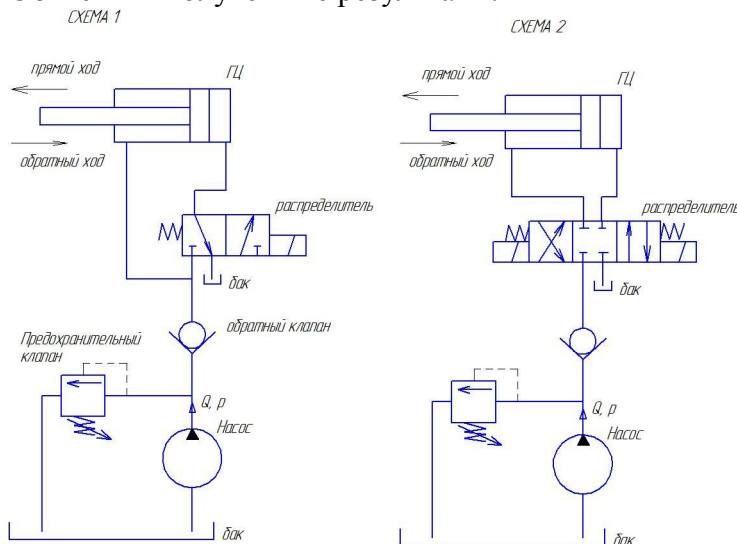 СХЕМА 1
прямой ход
ГЦ
обратный ход
распределитель
бак
обратный клапан
Предохранительный
клапан
Q, p
Насос
бак
СХЕМА 2
прямой ход
ГЦ
обратный ход
распределитель
бак
Q, p
Насос
бак